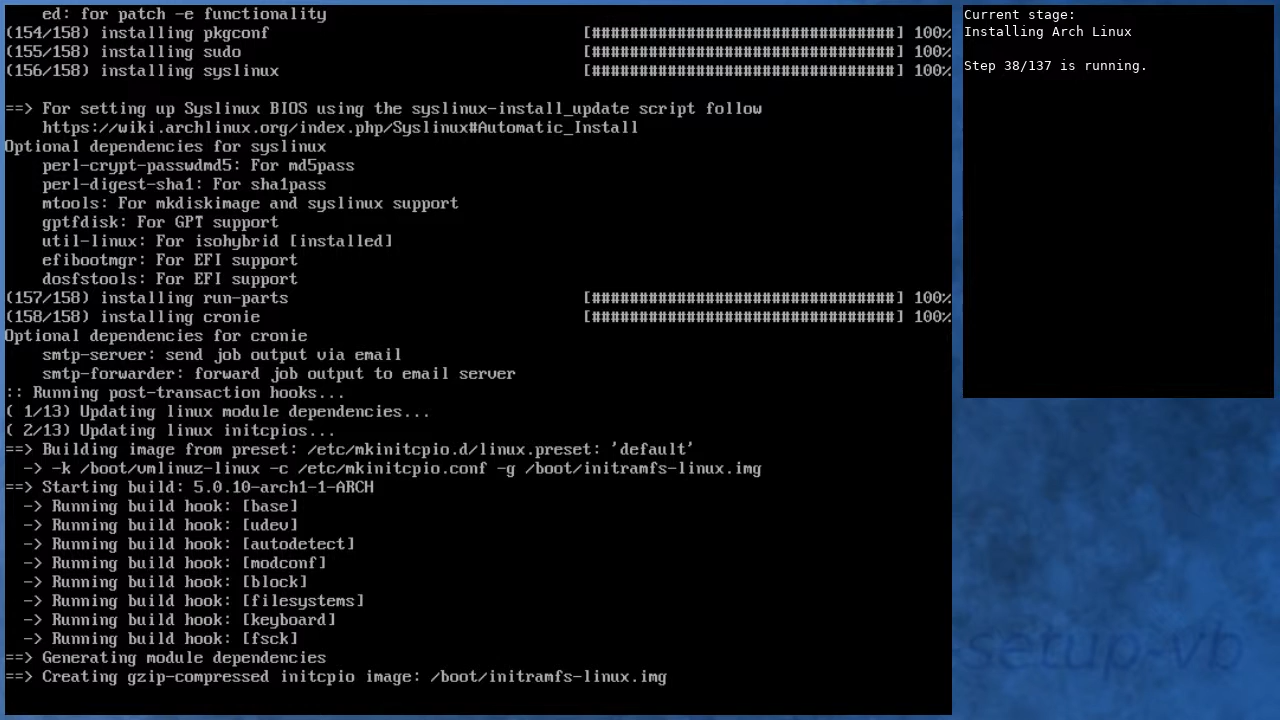 ed: for patch -e functionality
(154/158) installing pkgconf                                 [################################] 100%
(155/158) installing sudo                                    [################################] 100%
(156/158) installing syslinux                                [################################] 100%
==> For setting up Syslinux BIOS using the syslinux-install_update script follow
    https://wiki.archlinux.org/index.php/Syslinux#Automatic_Install
Optional dependencies for syslinux
    perl-crypt-passwdmd5: For md5pass
    perl-digest-sha1: For sha1pass
    mtools: For mkdiskimage and syslinux support
    gptfdisk: For GPT support
    util-linux: For isohybrid [installed]
    efibootmgr: For EFI support
    dosfstools: For EFI support
(157/158) installing run-parts                               [################################] 100%
(158/158) installing cronie                                  [################################] 100%
Optional dependencies for cronie
    smtp-server: send job output via email
    smtp-forwarder: forward job output to email server
:: Running post-transaction hooks...
( 1/13) Updating linux module dependencies...
( 2/13) Updating linux initcpios...
==> Building image from preset: /etc/mkinitcpio.d/linux.preset: 'default'
  -> -k /boot/vmlinuz-linux -c /etc/mkinitcpio.conf -g /boot/initramfs-linux.img
==> Starting build: 5.0.10-arch1-1-ARCH
  -> Running build hook: [base]
  -> Running build hook: [udev]
  -> Running build hook: [autodetect]
  -> Running build hook: [modconf]
  -> Running build hook: [block]
  -> Running build hook: [filesystems]
  -> Running build hook: [keyboard]
  -> Running build hook: [fsck]
==> Generating module dependencies
==> Creating gzip-compressed initcpio image: /boot/initramfs-linux.img
Current stage:
Installing Arch Linux
Step 38/137 is running.
-setup-vb